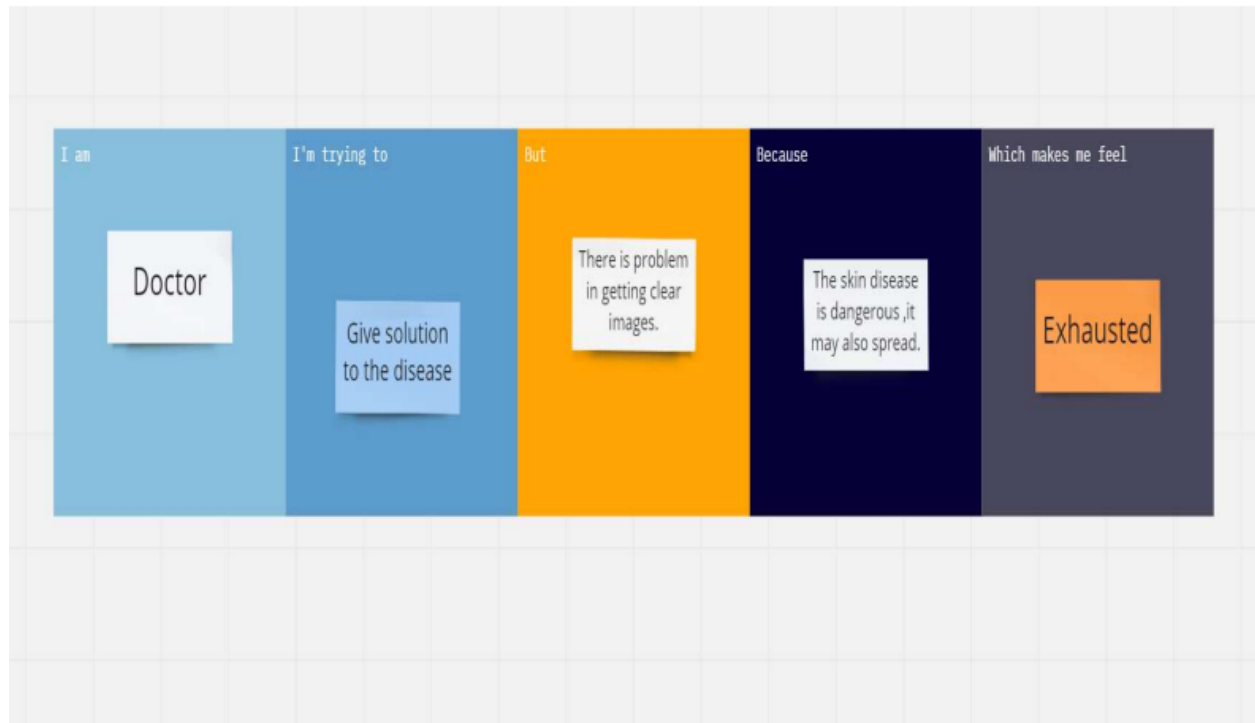 I am
Doctor
I'm trying to
Give solution
to the disease
But
There is problem
in getting clear
images.
Because
The skin disease
is dangerous ,it
may also spread.
Which makes me feel
Exhausted